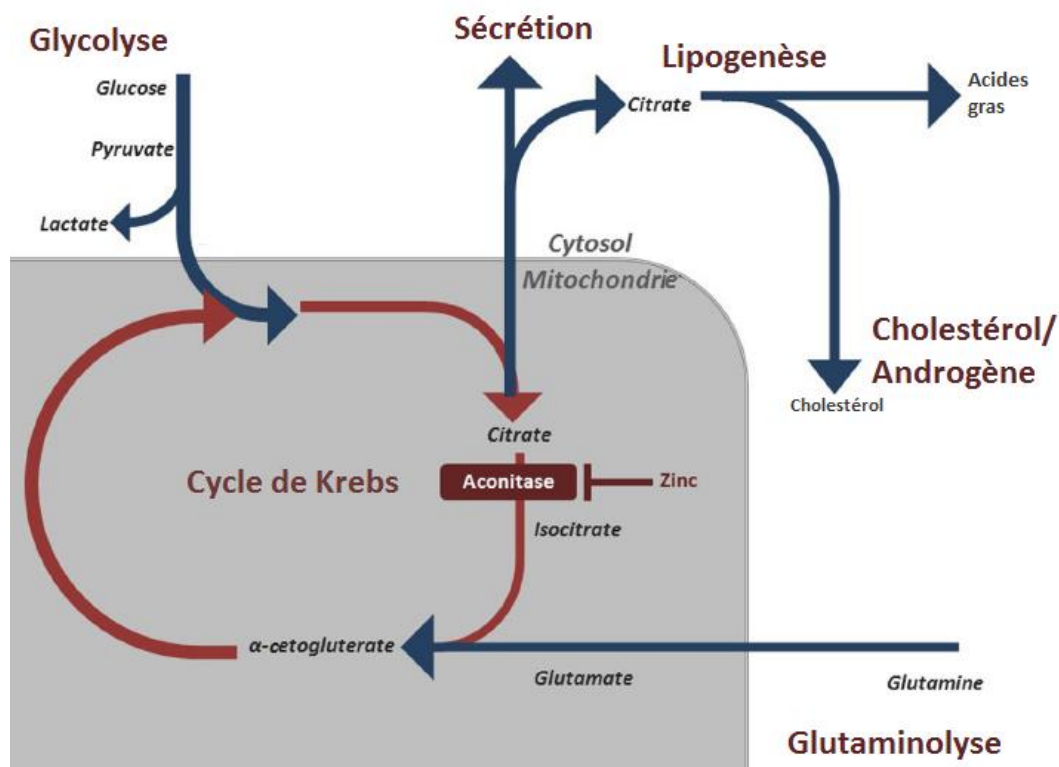 Glycolyse
Glucose
Pyruvate
Lactate
Sécrétion
Lipogenèse
Citrate
Acides
gras
Cytosol
Mitochondrie
Cholestérol/
Androgène
Cholestérol
Citrate
Cycle de Krebs
Aconitase
Zinc
Isocitrate
α-cetogluterate
Glutamate
Glutamine
Glutaminolyse